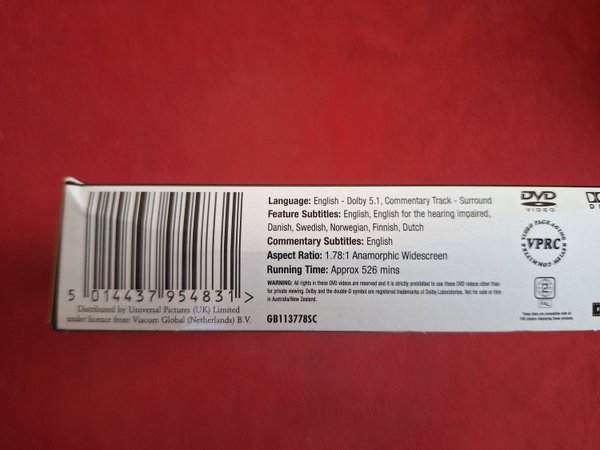 5 014437 954831 >
Distributed by Universal Pictures (UK) Limited
under licence from Viacom Global (Netherlands) B.V.
Language: English - Dolby 5.1, Commentary Track - Surround
Feature Subtitles: English, English for the hearing impaired,
Danish, Swedish, Norwegian, Finnish, Dutch
Commentary Subtitles: English
Aspect Ratio: 1.78:1 Anamorphic Widescreen
Running Time: Approx 526 mins
WARNING: All rights in these DVD videos are reserved and it is strictly prohibited to use these DVD videos other than
for private viewing. Dolby and the double-D symbol are registered trademarks of Dolby Laboratories. Not for sale or hire
in Australia/New Zealand.
GB113778SC
DVD
VIDEO
VIDEO PACKAGING REVIEW COMMITTEE
VPRC
2
PAL